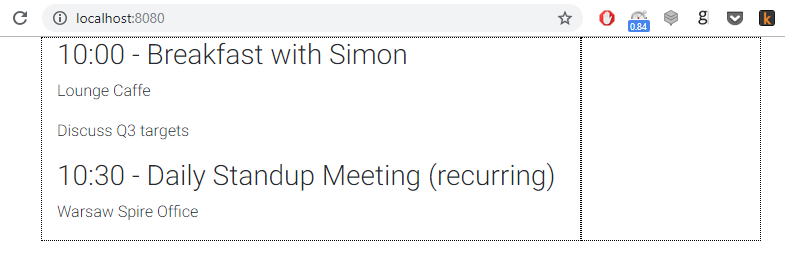 localhost:8080
0.84
g
k
10:00 - Breakfast with Simon
Lounge Caffe
Discuss Q3 targets
10:30 - Daily Standup Meeting (recurring)
Warsaw Spire Office